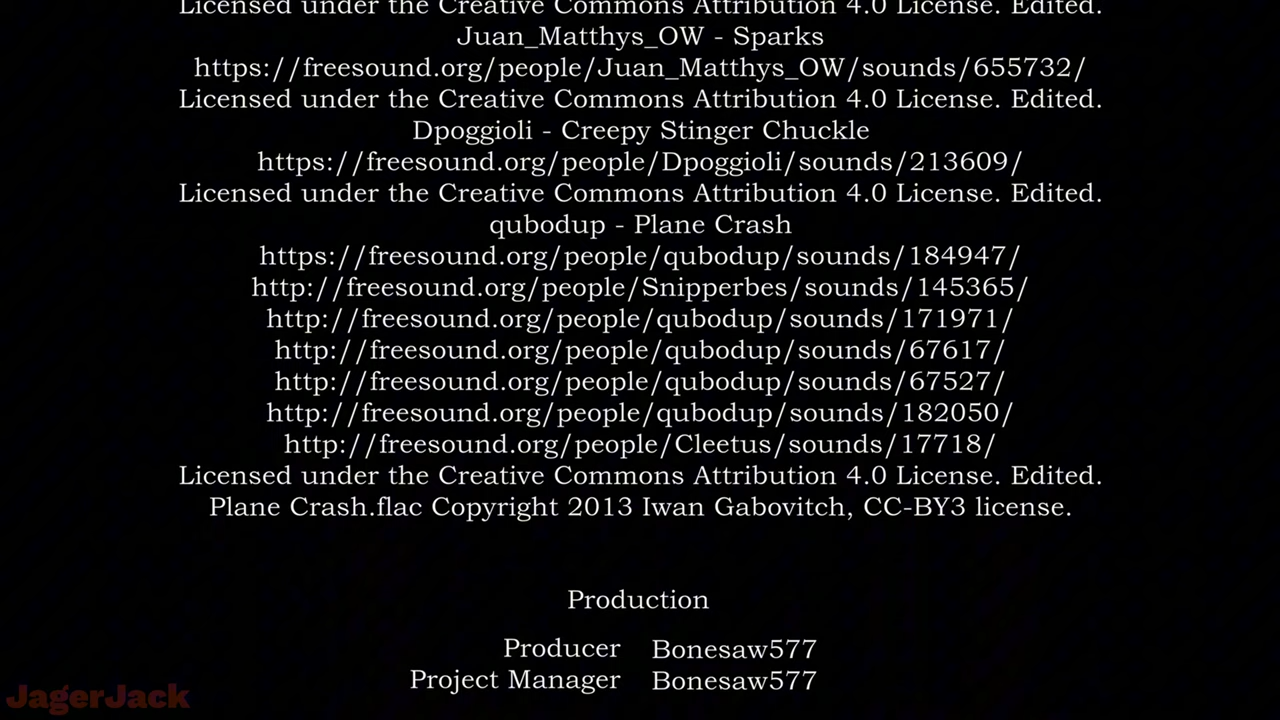 Licensed under the Creative Commons Attribution 4.0 License. Edited.
Juan_Matthys_OW - Sparks
https://freesound.org/people/Juan_Matthys_OW/sounds/655732/
Licensed under the Creative Commons Attribution 4.0 License. Edited.
Dpoggioli - Creepy Stinger Chuckle
https://freesound.org/people/Dpoggioli/sounds/213609/
Licensed under the Creative Commons Attribution 4.0 License. Edited.
qubodup - Plane Crash
https://freesound.org/people/qubodup/sounds/184947/
http://freesound.org/people/Snipperbes/sounds/145365/
http://freesound.org/people/qubodup/sounds/171971/
http://freesound.org/people/qubodup/sounds/67617/
http://freesound.org/people/qubodup/sounds/67527/
http://freesound.org/people/qubodup/sounds/182050/
http://freesound.org/people/Cleetus/sounds/17718/
Licensed under the Creative Commons Attribution 4.0 License. Edited.
Plane Crash.flac Copyright 2013 Iwan Gabovitch, CC-BY3 license.
Production
Producer Bonesaw577
Project Manager Bonesaw577
JagerJack